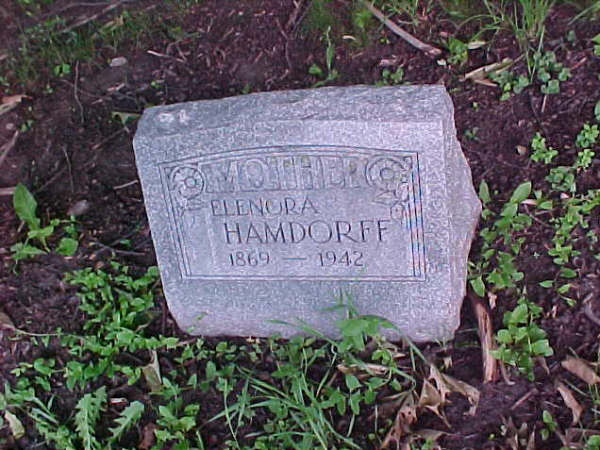 MOTHER
ELENORA
HAMDORFF
1869 — 1942